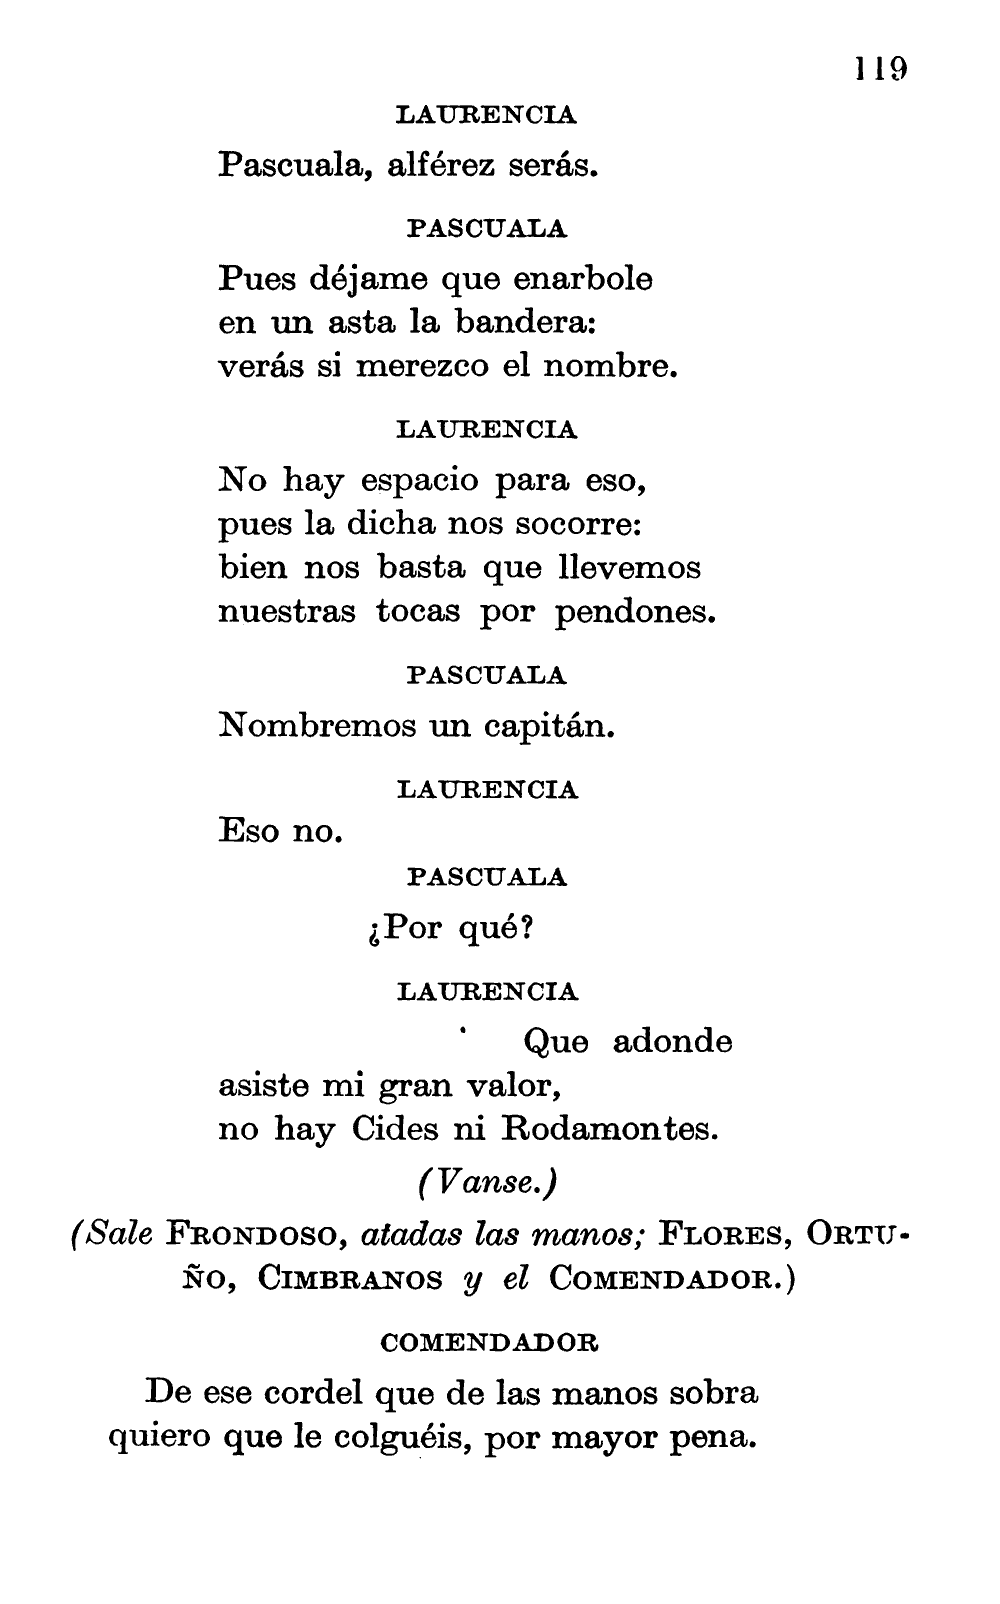 119
LAURENCIA
Pascuala, alférez serás.
PASCUALA
Pues déjame que enarbole
en un asta la bandera:
verás si merezco el nombre.
LAURENCIA
No hay espacio para eso,
pues la dicha nos socorre:
bien nos basta que llevemos
nuestras tocas por pendones.
PASCUALA
Nombremos un capitán.
LAURENCIA
Eso no.
PASCUALA
¿Por qué?
LAURENCIA
Que adonde
asiste mi gran valor,
no hay Cides ni Rodamontes.
(Vanse.)
(Sale FRONDOSO, atadas las manos; FLORES, ORTU-
ÑO, CIMBRANOS y el COMENDADOR.)
COMENDADOR
De ese cordel que de las manos sobra
quiero que le colguéis, por mayor pena.